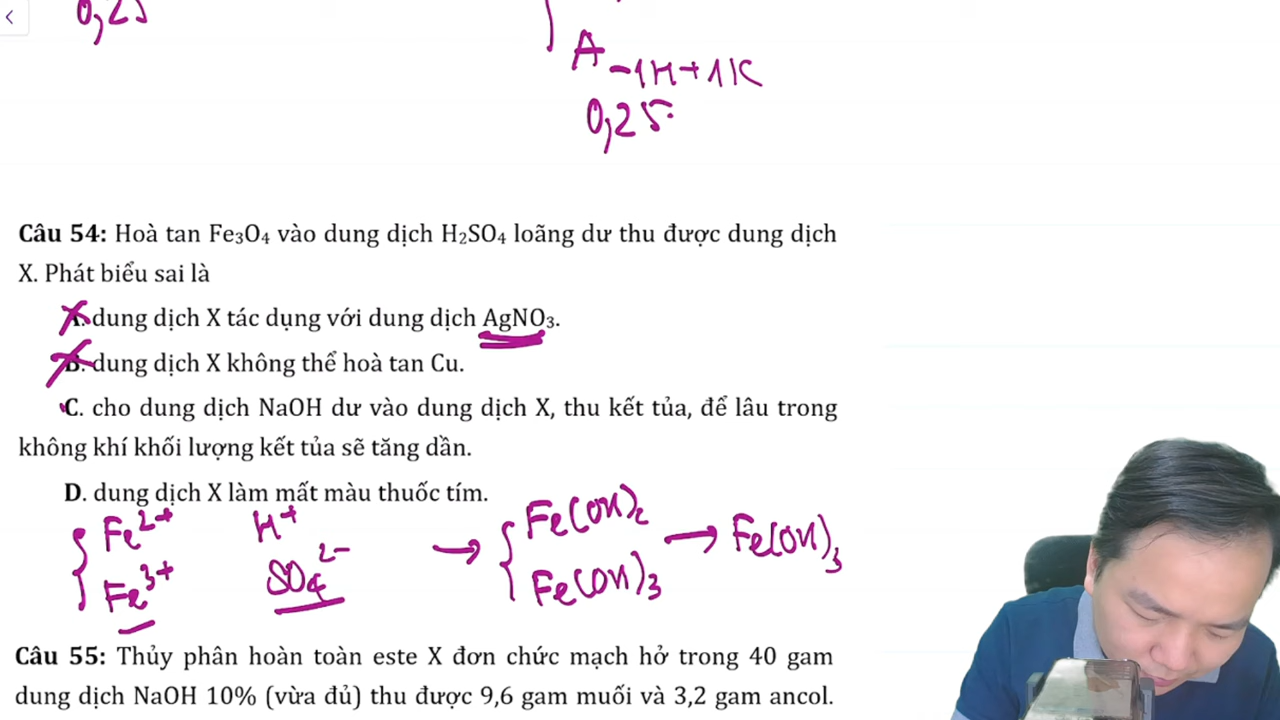 0,25
A -1H+1K
0,25
Câu 54: Hoà tan Fe₃O₄ vào dung dịch H₂SO₄ loãng dư thu được dung dịch
X. Phát biểu sai là
A. dung dịch X tác dụng với dung dịch AgNO₃.
B. dung dịch X không thể hoà tan Cu.
C. cho dung dịch NaOH dư vào dung dịch X, thu kết tủa, để lâu trong
không khí khối lượng kết tủa sẽ tăng dần.
D. dung dịch X làm mất màu thuốc tím.
Fe²⁺ H⁺ → Fe(OH)₂ → Fe(OH)₃
Fe³⁺ SO₄²⁻ Fe(OH)₃
Câu 55: Thủy phân hoàn toàn este X đơn chức mạch hở trong 40 gam
dung dịch NaOH 10% (vừa đủ) thu được 9,6 gam muối và 3,2 gam ancol.